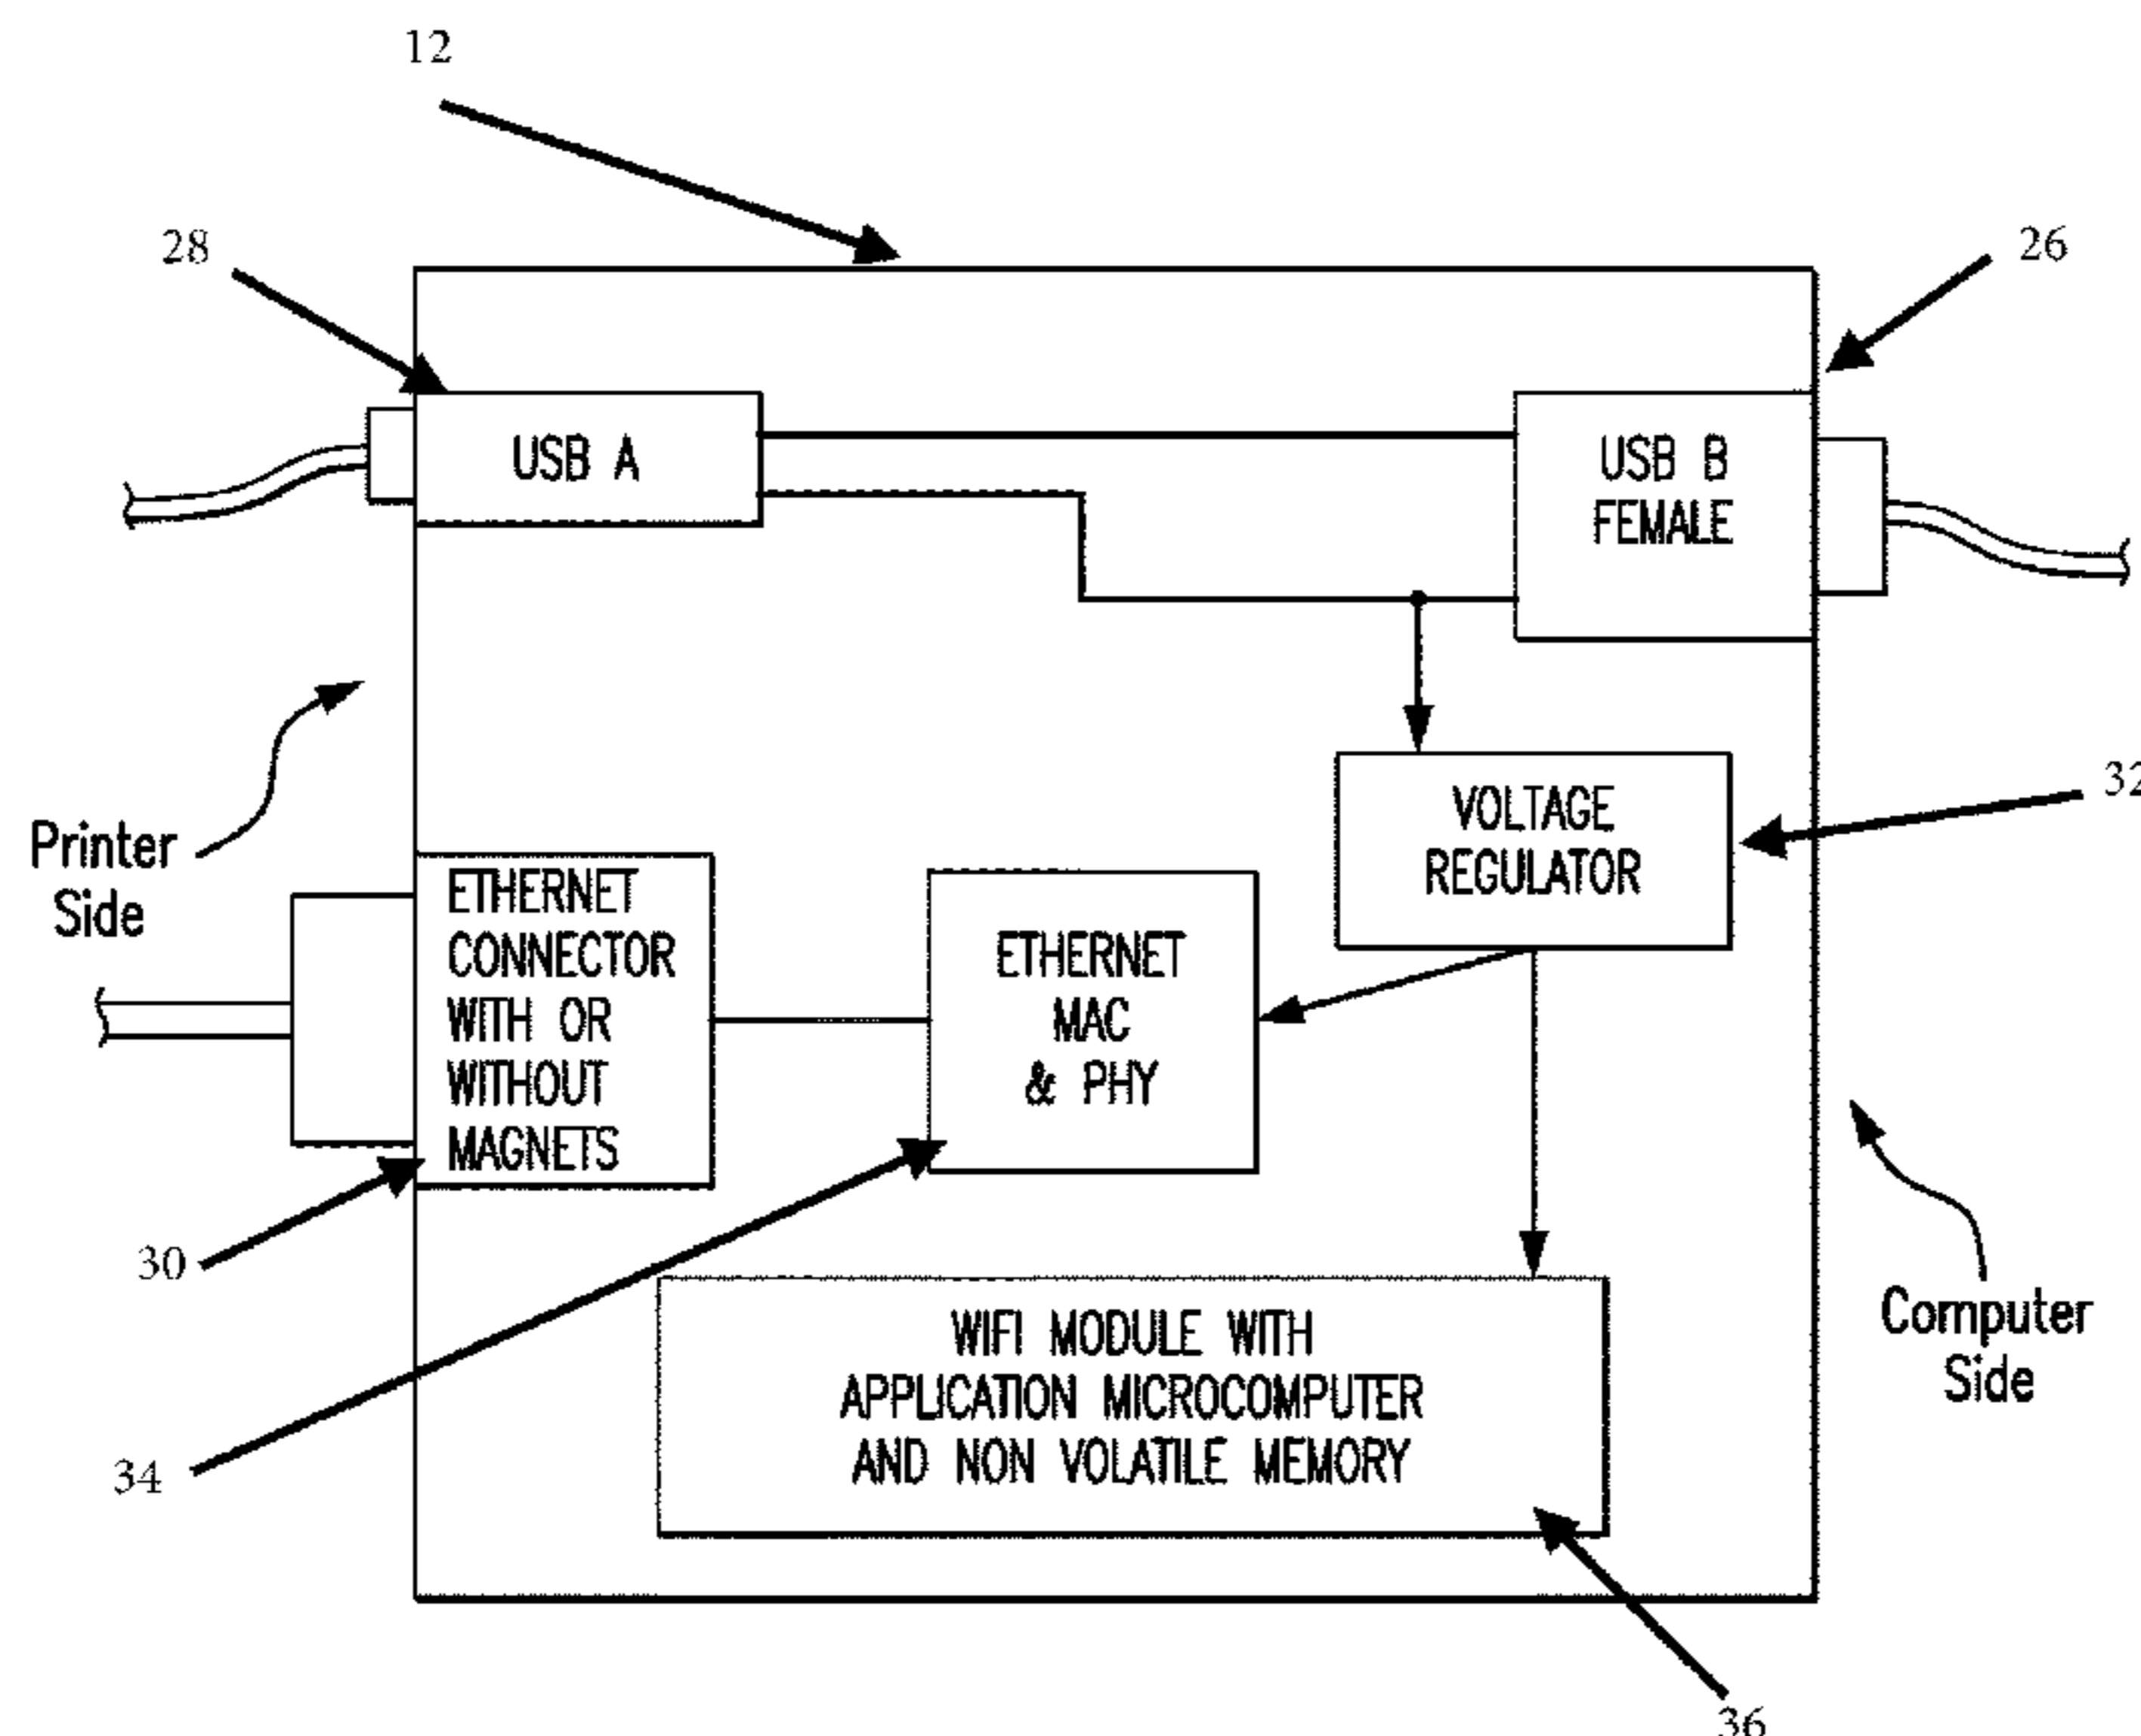 12
28
26
USB A
USB B
FEMALE
VOLTAGE
REGULATOR
32
Printer
Side
ETHERNET
CONNECTOR
WITH OR
WITHOUT
MAGNETS
ETHERNET
MAC
& PHY
30
34
WIFI MODULE WITH
APPLICATION MICROCOMPUTER
AND NON VOLATILE MEMORY
Computer
Side
36